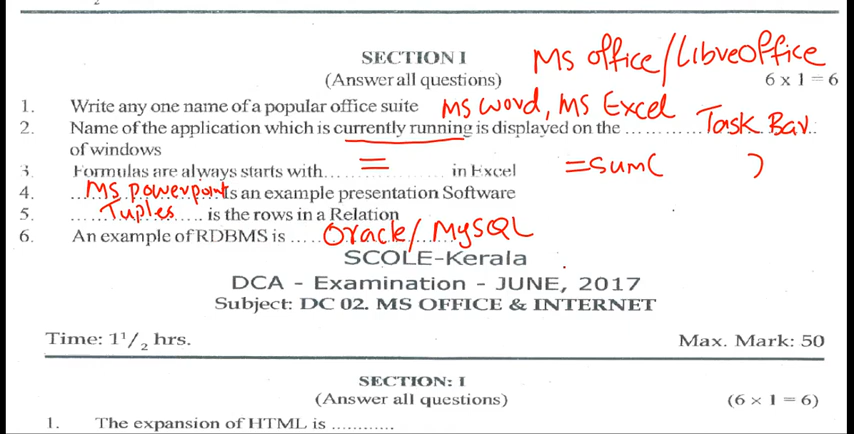 SECTION I
MS office/Libreoffice
(Answer all questions)
6 x 1 = 6
1. Write any one name of a popular office suite MS word, MS Excel
2. Name of the application which is currently running is displayed on the ............ Task Bar.
of windows
3. Formulas are always starts with... = ... in Excel =sum( )
4. ....MS powerpoint is an example presentation Software
5. ......Tuples...... is the rows in a Relation
6. An example of RDBMS is ..... Oracle/MySQL
SCOLE-Kerala
DCA - Examination - JUNE, 2017
Subject: DC 02. MS OFFICE & INTERNET
Time: 1 1/2 hrs.
Max. Mark: 50
SECTION: I
(Answer all questions)
(6 × 1 = 6)
1. The expansion of HTML is ............